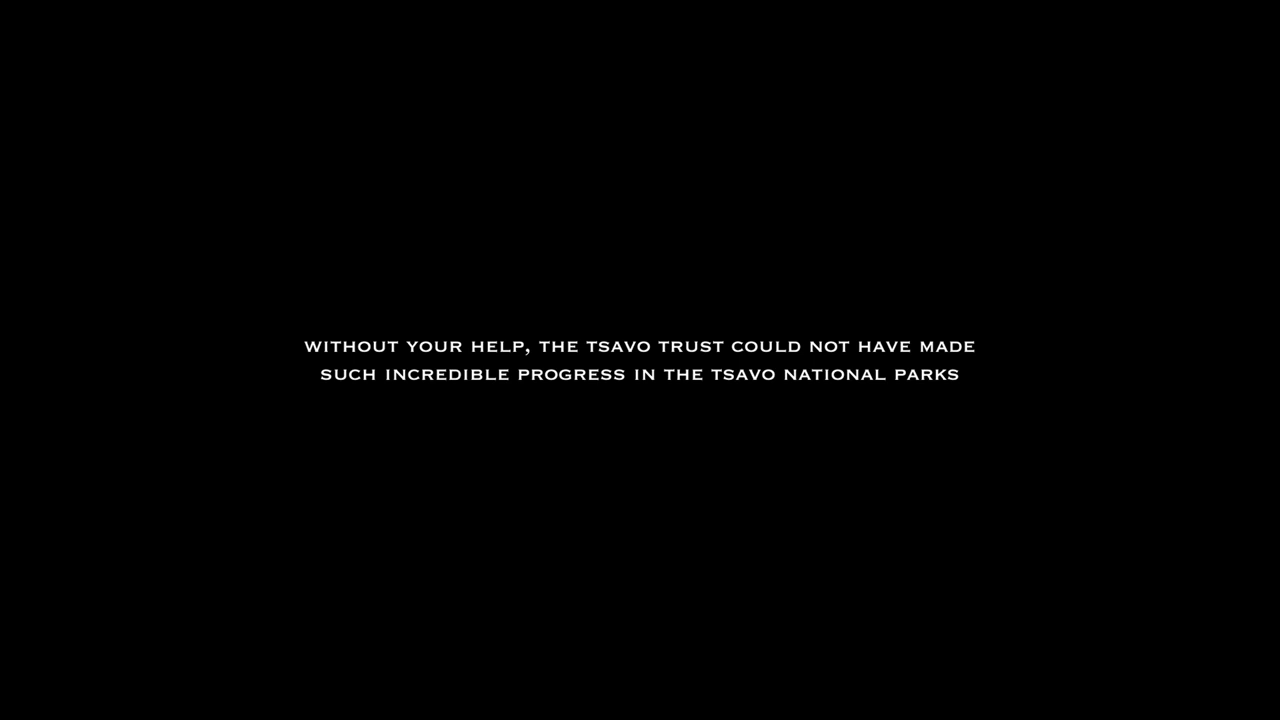 WITHOUT YOUR HELP, THE TSAVO TRUST COULD NOT HAVE MADE
SUCH INCREDIBLE PROGRESS IN THE TSAVO NATIONAL PARKS